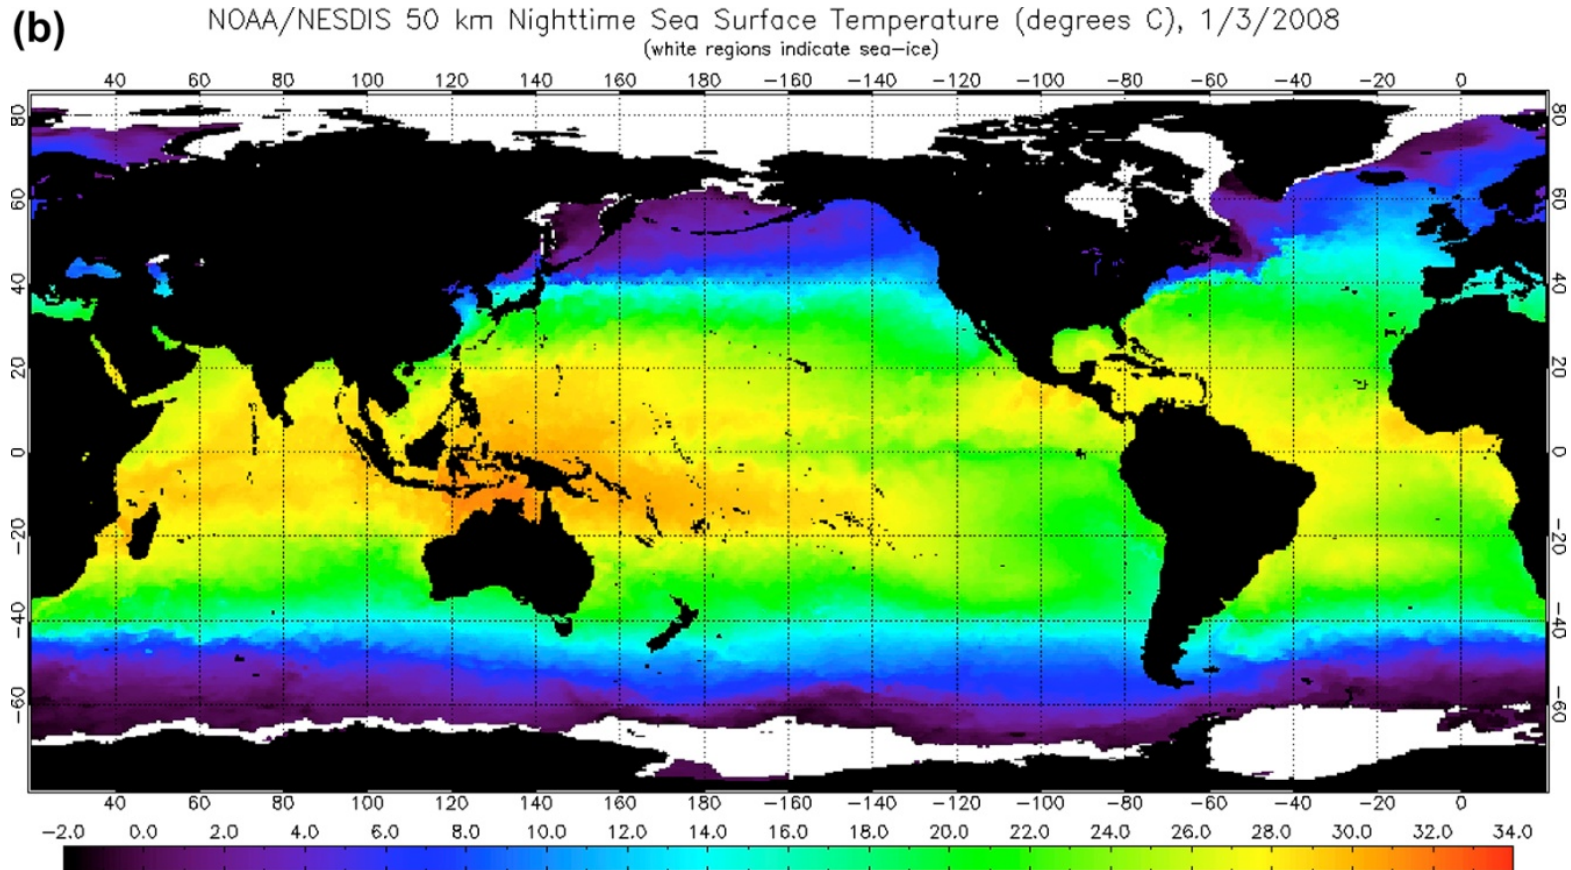 (b) NOAA/NESDIS 50 km Nighttime Sea Surface Temperature (degrees C), 1/3/2008
(white regions indicate sea-ice)
40 60 80 100 120 140 160 180 -160 -140 -120 -100 -80 -60 -40 -20 0
80 80
60 60
40 40
20 20
0 0
-20 -20
-40 -40
-60 -60
40 60 80 100 120 140 160 180 -160 -140 -120 -100 -80 -60 -40 -20 0
-2.0 0.0 2.0 4.0 6.0 8.0 10.0 12.0 14.0 16.0 18.0 20.0 22.0 24.0 26.0 28.0 30.0 32.0 34.0